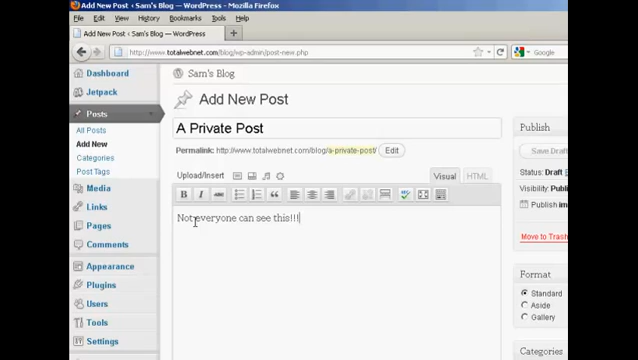 Add New Post ‹ Sam's Blog — WordPress - Mozilla Firefox
File Edit View History Bookmarks Tools Help
Add New Post ‹ Sam's Blog — WordPress
http://www.totalwebnet.com/blog/wp-admin/post-new.php
Google
Sam's Blog
Dashboard
Jetpack
Posts
All Posts
Add New
Categories
Post Tags
Media
Links
Pages
Comments
Appearance
Plugins
Users
Tools
Settings
Add New Post
A Private Post
Permalink: http://www.totalwebnet.com/blog/a-private-post/ Edit
Upload/Insert
Visual HTML
B I ABC
Not everyone can see this!!!
Publish
Save Draft
Status: Draft
Visibility: Publi
Publish im
Move to Trash
Format
Standard
Aside
Gallery